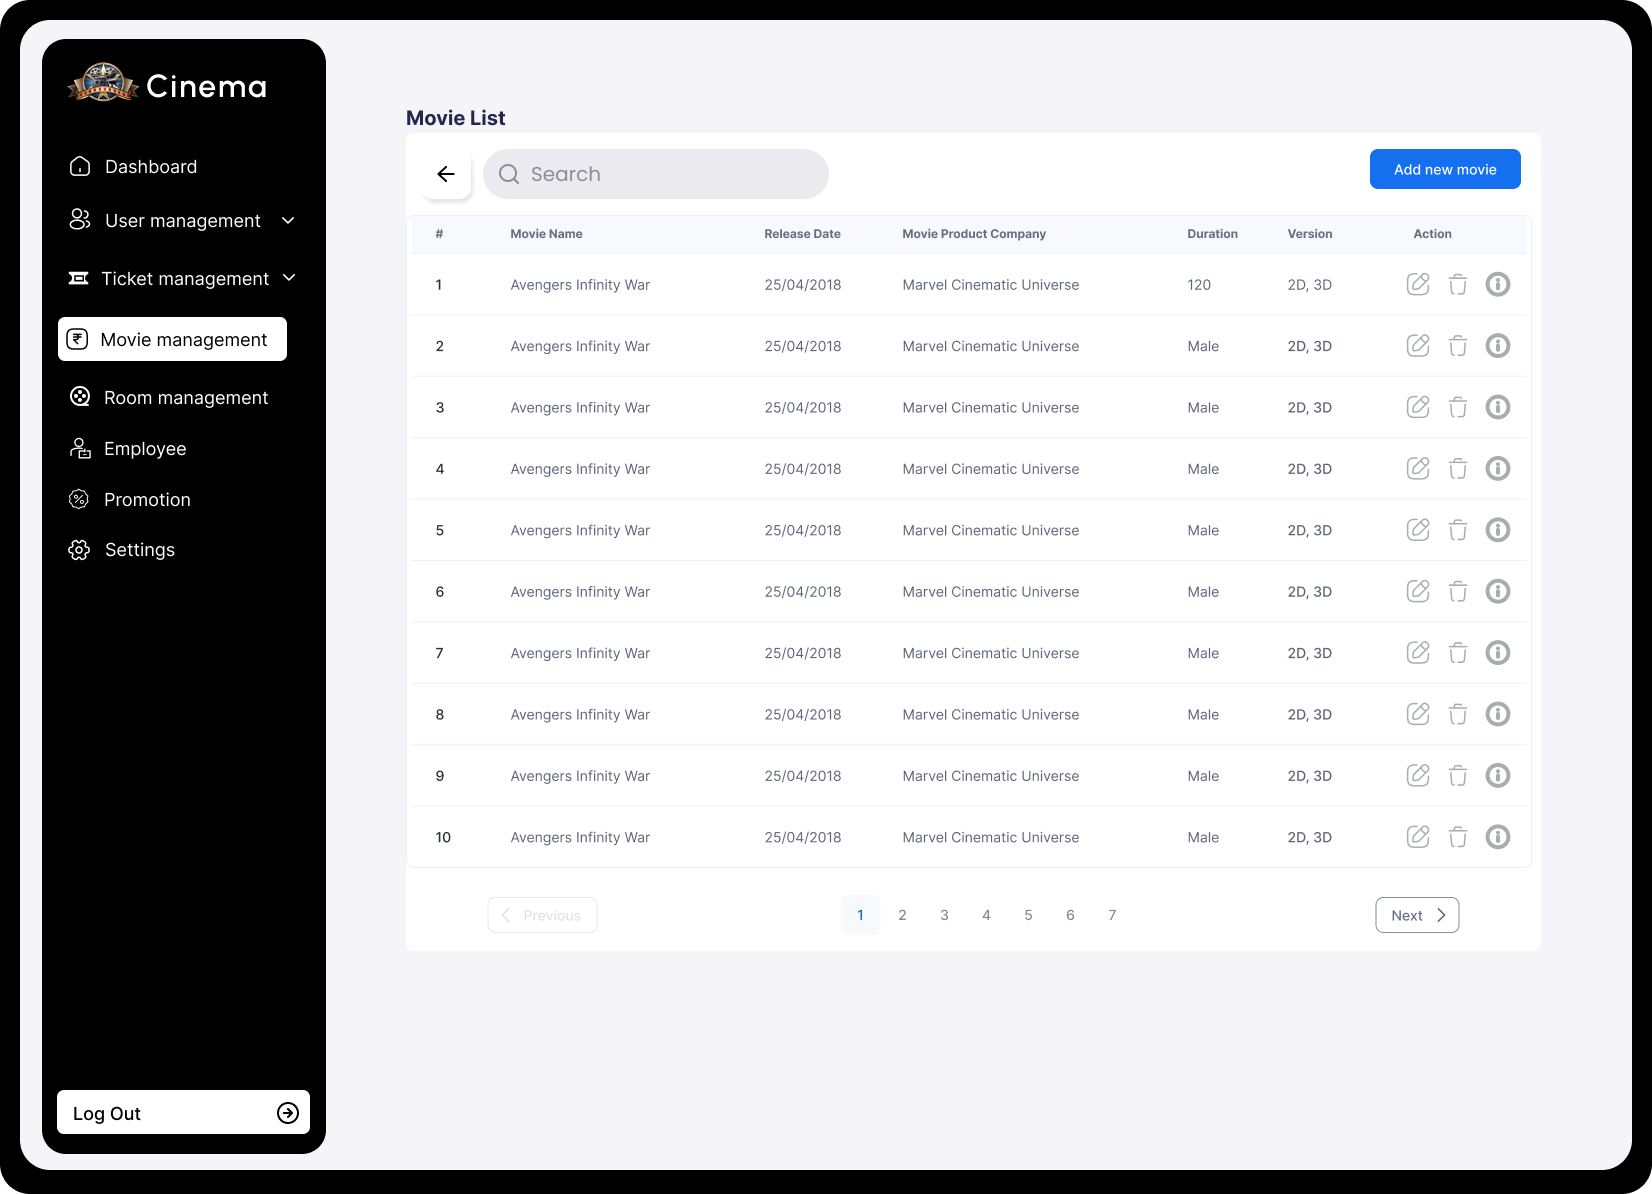 Cinema
Dashboard
User management
Ticket management
Movie management
Room management
Employee
Promotion
Settings
Log Out
Movie List
Search
Add new movie
# Movie Name Release Date Movie Product Company Duration Version Action
1 Avengers Infinity War 25/04/2018 Marvel Cinematic Universe 120 2D, 3D
2 Avengers Infinity War 25/04/2018 Marvel Cinematic Universe Male 2D, 3D
3 Avengers Infinity War 25/04/2018 Marvel Cinematic Universe Male 2D, 3D
4 Avengers Infinity War 25/04/2018 Marvel Cinematic Universe Male 2D, 3D
5 Avengers Infinity War 25/04/2018 Marvel Cinematic Universe Male 2D, 3D
6 Avengers Infinity War 25/04/2018 Marvel Cinematic Universe Male 2D, 3D
7 Avengers Infinity War 25/04/2018 Marvel Cinematic Universe Male 2D, 3D
8 Avengers Infinity War 25/04/2018 Marvel Cinematic Universe Male 2D, 3D
9 Avengers Infinity War 25/04/2018 Marvel Cinematic Universe Male 2D, 3D
10 Avengers Infinity War 25/04/2018 Marvel Cinematic Universe Male 2D, 3D
Previous 1 2 3 4 5 6 7 Next